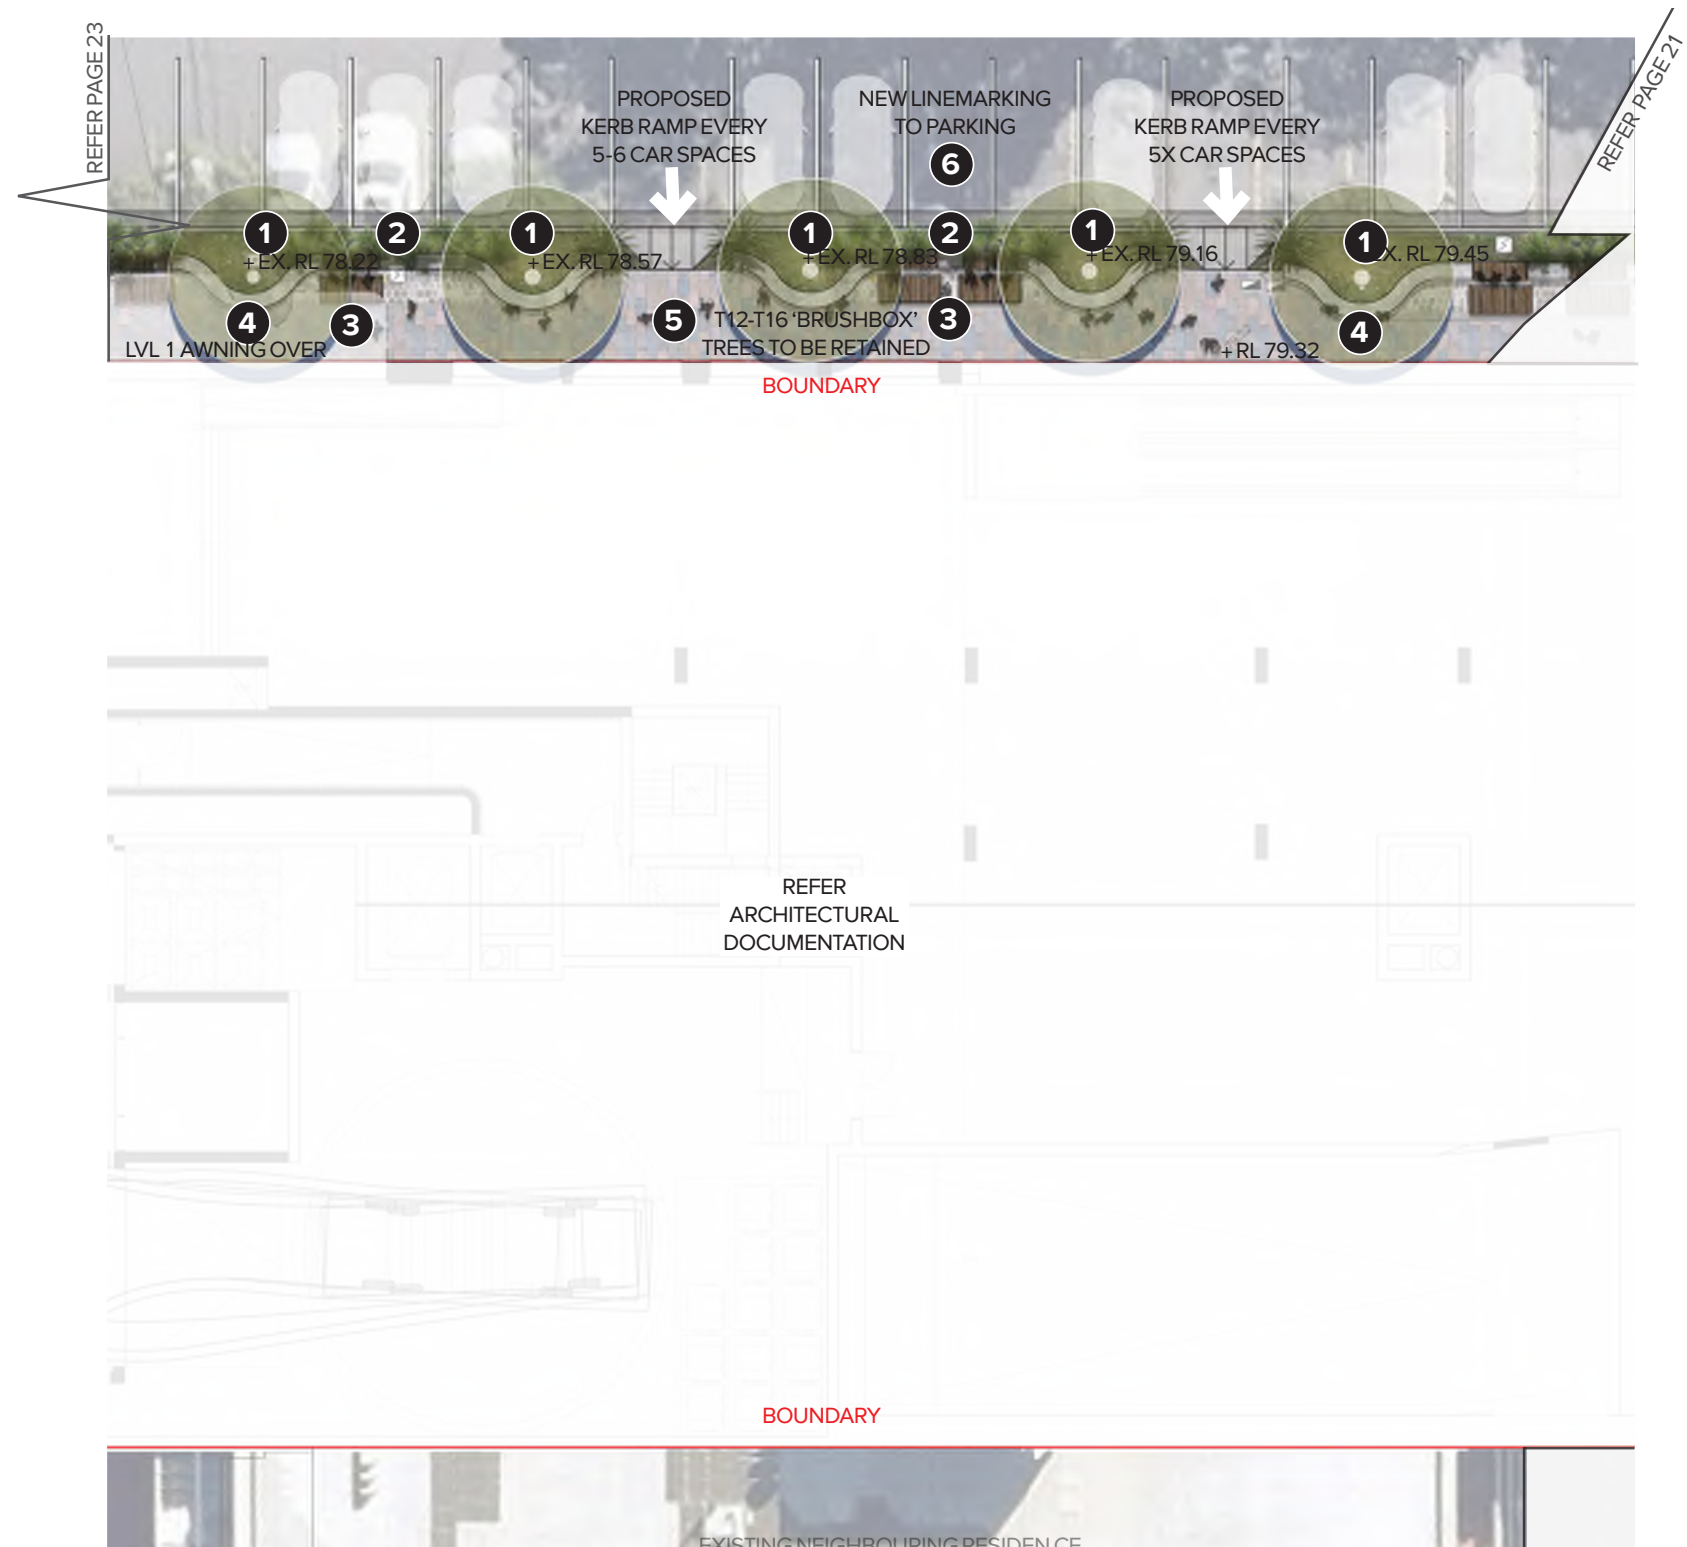 REFER PAGE 23
REFER PAGE 21
PROPOSED
KERB RAMP EVERY
5-6 CAR SPACES
NEW LINEMARKING
TO PARKING
6
PROPOSED
KERB RAMP EVERY
5X CAR SPACES
1
2
1
1
2
1
1
+EX. RL 78.22
+EX. RL 78.57
+EX. RL 78.83
+EX. RL 79.16
EX. RL 79.45
4
3
5
T12-T16 ‘BRUSHBOX’
TREES TO BE RETAINED
3
4
LVL 1 AWNING OVER
+RL 79.32
BOUNDARY
REFER
ARCHITECTURAL
DOCUMENTATION
BOUNDARY
EXISTING NEIGHBOURING RESIDENCE